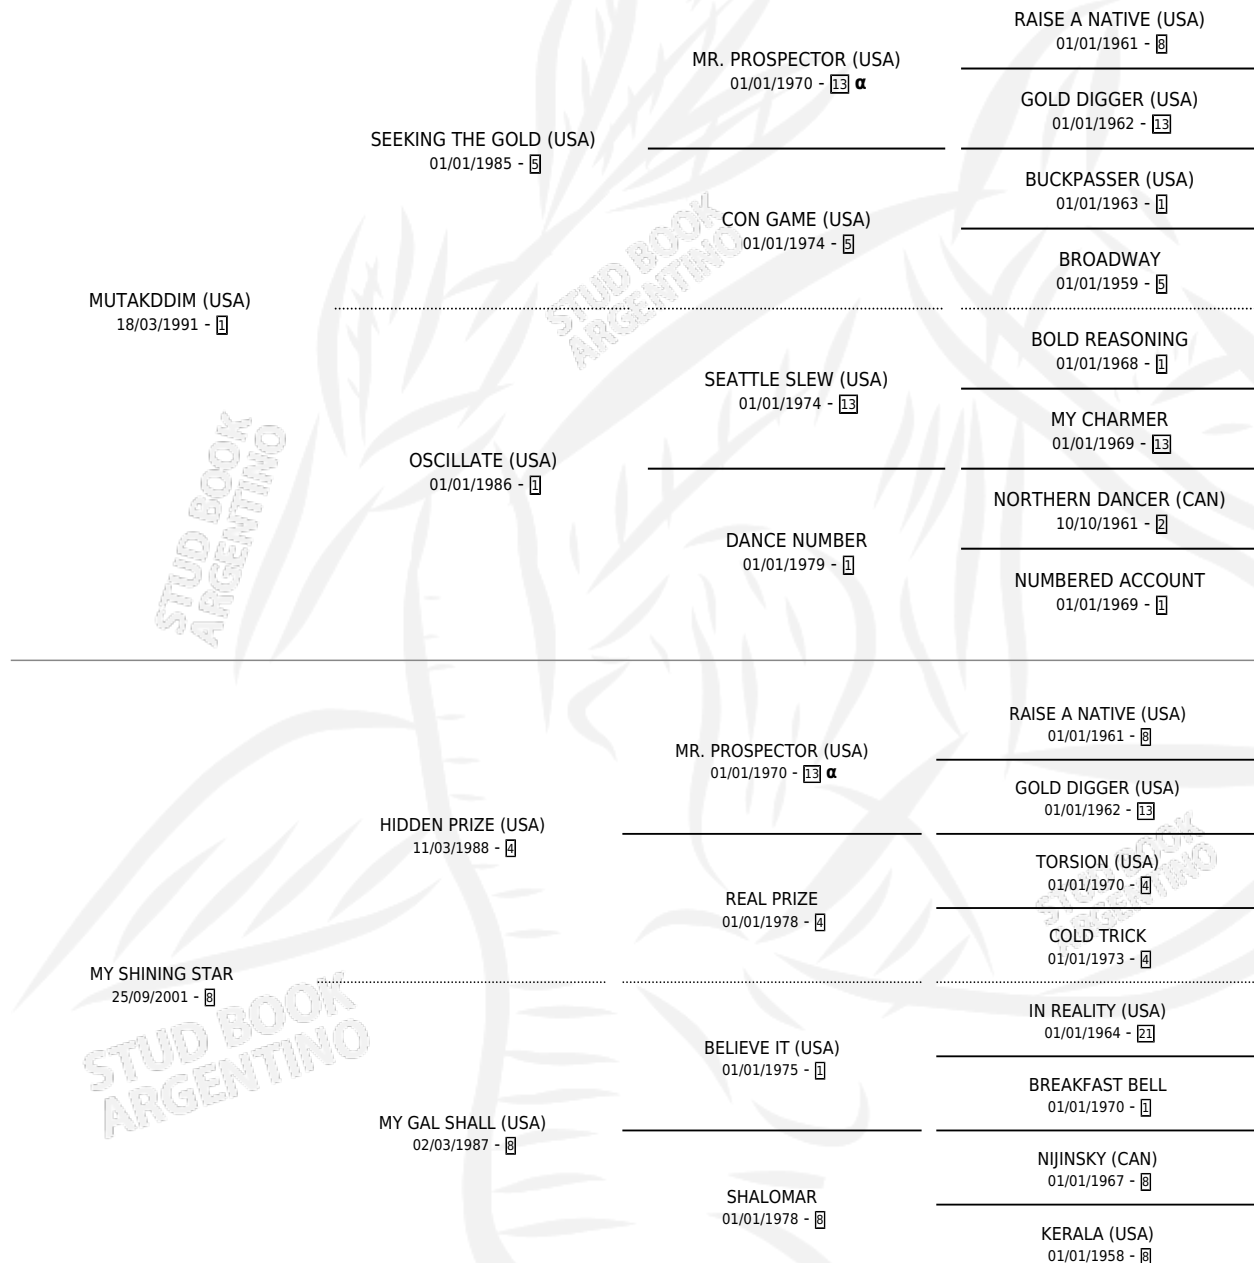 RAISE A NATIVE (USA)
01/01/1961 - 8
MR. PROSPECTOR (USA)
01/01/1970 - 13 α
GOLD DIGGER (USA)
01/01/1962 - 13
SEEKING THE GOLD (USA)
01/01/1985 - 5
BUCKPASSER (USA)
01/01/1963 - 1
CON GAME (USA)
01/01/1974 - 5
BROADWAY
01/01/1959 - 5
MUTAKDDIM (USA)
18/03/1991 - 1
BOLD REASONING
01/01/1968 - 1
SEATTLE SLEW (USA)
01/01/1974 - 13
MY CHARMER
01/01/1969 - 13
OSCILLATE (USA)
01/01/1986 - 1
NORTHERN DANCER (CAN)
10/10/1961 - 2
DANCE NUMBER
01/01/1979 - 1
NUMBERED ACCOUNT
01/01/1969 - 1
RAISE A NATIVE (USA)
01/01/1961 - 8
MR. PROSPECTOR (USA)
01/01/1970 - 13 α
GOLD DIGGER (USA)
01/01/1962 - 13
HIDDEN PRIZE (USA)
11/03/1988 - 4
TORSION (USA)
01/01/1970 - 4
REAL PRIZE
01/01/1978 - 4
COLD TRICK
01/01/1973 - 4
MY SHINING STAR
25/09/2001 - 8
IN REALITY (USA)
01/01/1964 - 21
BELIEVE IT (USA)
01/01/1975 - 1
BREAKFAST BELL
01/01/1970 - 1
MY GAL SHALL (USA)
02/03/1987 - 8
NIJINSKY (CAN)
01/01/1967 - 8
SHALOMAR
01/01/1978 - 8
KERALA (USA)
01/01/1958 - 8
STUD BOOK
ARGENTINO
STUD BOOK
ARGENTINO
STUD BOOK
ARGENTINO
STUD BOOK
ARGENTINO